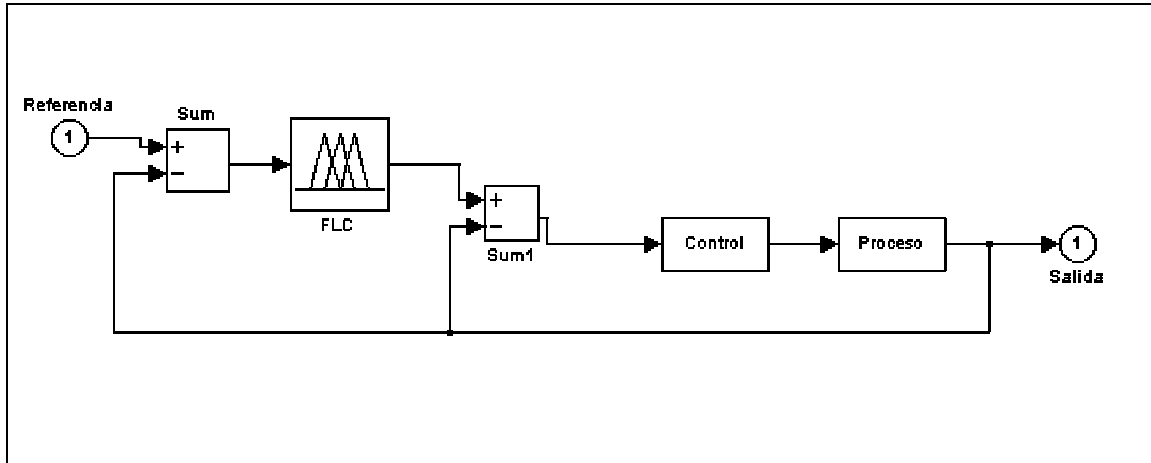 Referencia
1
Sum
+
−
FLC
+
−
Sum1
Control
Proceso
1
Salida